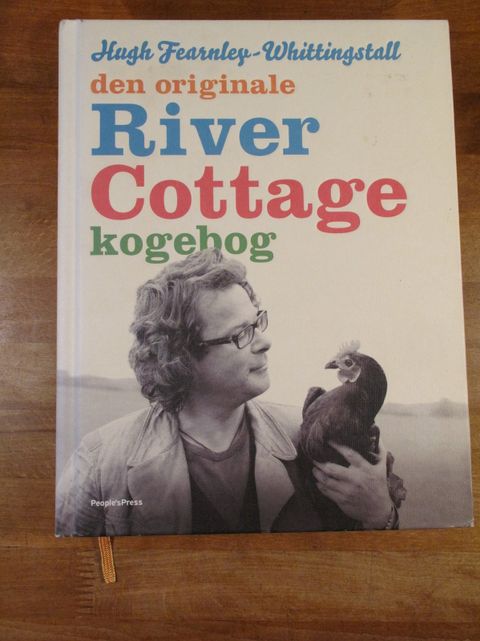 Hugh Fearnley-Whittingstall
den originale
River
Cottage
kogebog
People'sPress